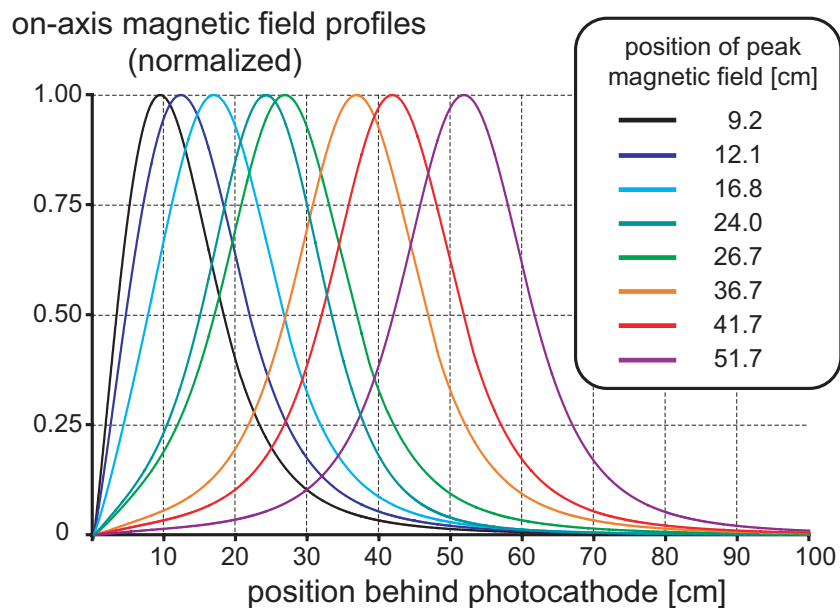 on-axis magnetic field profiles
(normalized)
position of peak
magnetic field [cm]
9.2
12.1
16.8
24.0
26.7
36.7
41.7
51.7
1.00
0.75
0.50
0.25
0
10 20 30 40 50 60 70 80 90 100
position behind photocathode [cm]